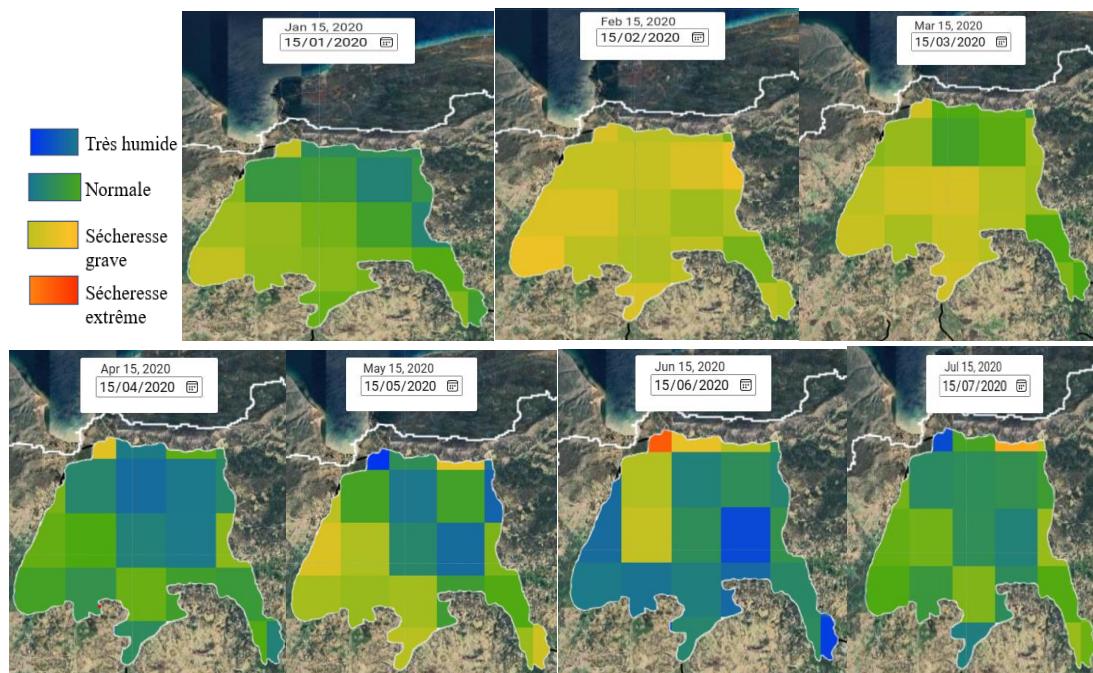 Jan 15, 2020
15/01/2020
Feb 15, 2020
15/02/2020
Mar 15, 2020
15/03/2020
Très humide
Normale
Sécheresse
grave
Sécheresse
extrême
Apr 15, 2020
15/04/2020
May 15, 2020
15/05/2020
Jun 15, 2020
15/06/2020
Jul 15, 2020
15/07/2020